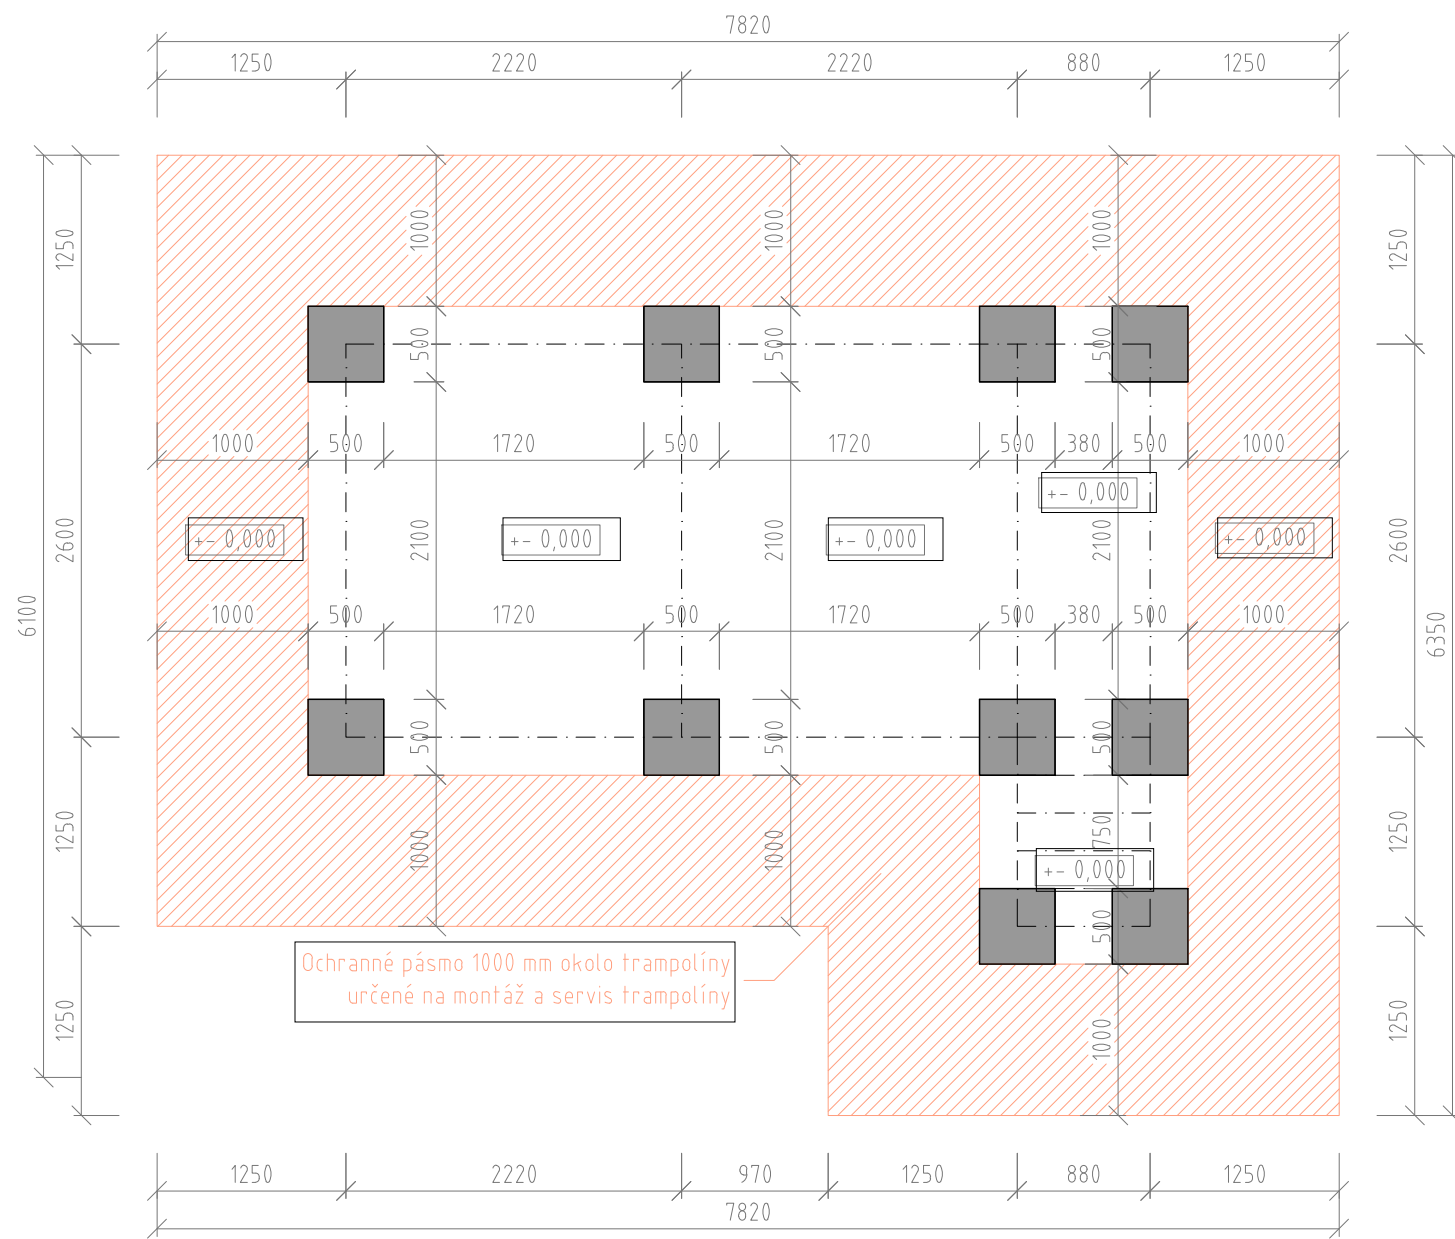 7820
1250 2220 2220 880 1250
1000 1000 1000
1250 1250
500 500 500
1000 500 1720 500 1720 500 380 500 1000
+- 0,000
2600 2100 2100 2100 2600
+- 0,000 +- 0,000 +- 0,000 +- 0,000
6100 6350
1000 500 1720 500 1720 500 380 500 1000
500 500 500
1250 1000 1000 750 1250
+- 0,000
500
Ochranné pásmo 1000 mm okolo trampolíny
určené na montáž a servis trampolíny
1250 1000 1250
1250 2220 970 1250 880 1250
7820